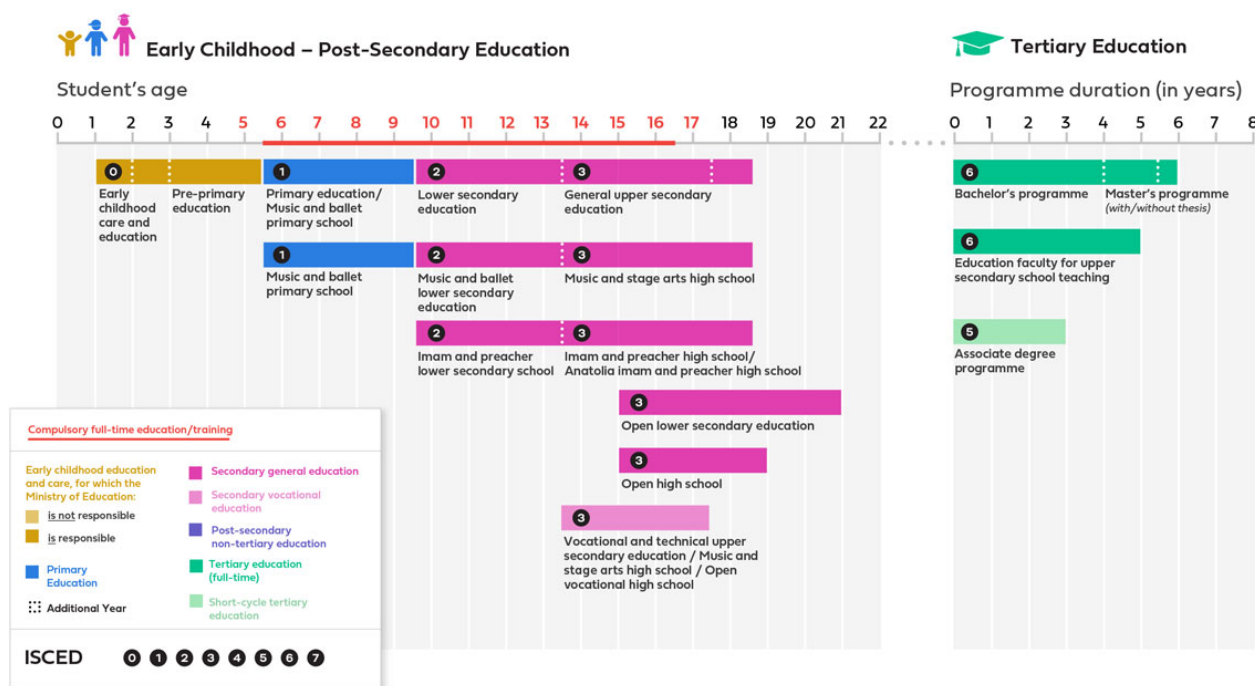 Early Childhood – Post-Secondary Education
Student's age
0 1 2 3 4 5 6 7 8 9 10 11 12 13 14 15 16 17 18 19 20 21 22
0
Early
childhood
care and
education
Pre-primary
education
1
Primary education/
Music and ballet
primary school
2
Lower secondary
education
3
General upper secondary
education
1
Music and ballet
primary school
2
Music and ballet
lower secondary
education
3
Music and stage arts high school
2
Imam and preacher
lower secondary school
3
Imam and preacher high school/
Anatolia imam and preacher high school
3
Open lower secondary education
3
Open high school
3
Vocational and technical upper
secondary education / Music and
stage arts high school / Open
vocational high school
Tertiary Education
Programme duration (in years)
0 1 2 3 4 5 6 7 8
6
Bachelor's programme
Master's programme
(with/without thesis)
6
Education faculty for upper
secondary school teaching
5
Associate degree
programme
Compulsory full-time education/training
Early childhood education
and care, for which the
Ministry of Education:
is not responsible
is responsible
Primary
Education
Additional Year
Secondary general education
Secondary vocational
education
Post-secondary
non-tertiary education
Tertiary education
(full-time)
Short-cycle tertiary
education
ISCED 0 1 2 3 4 5 6 7